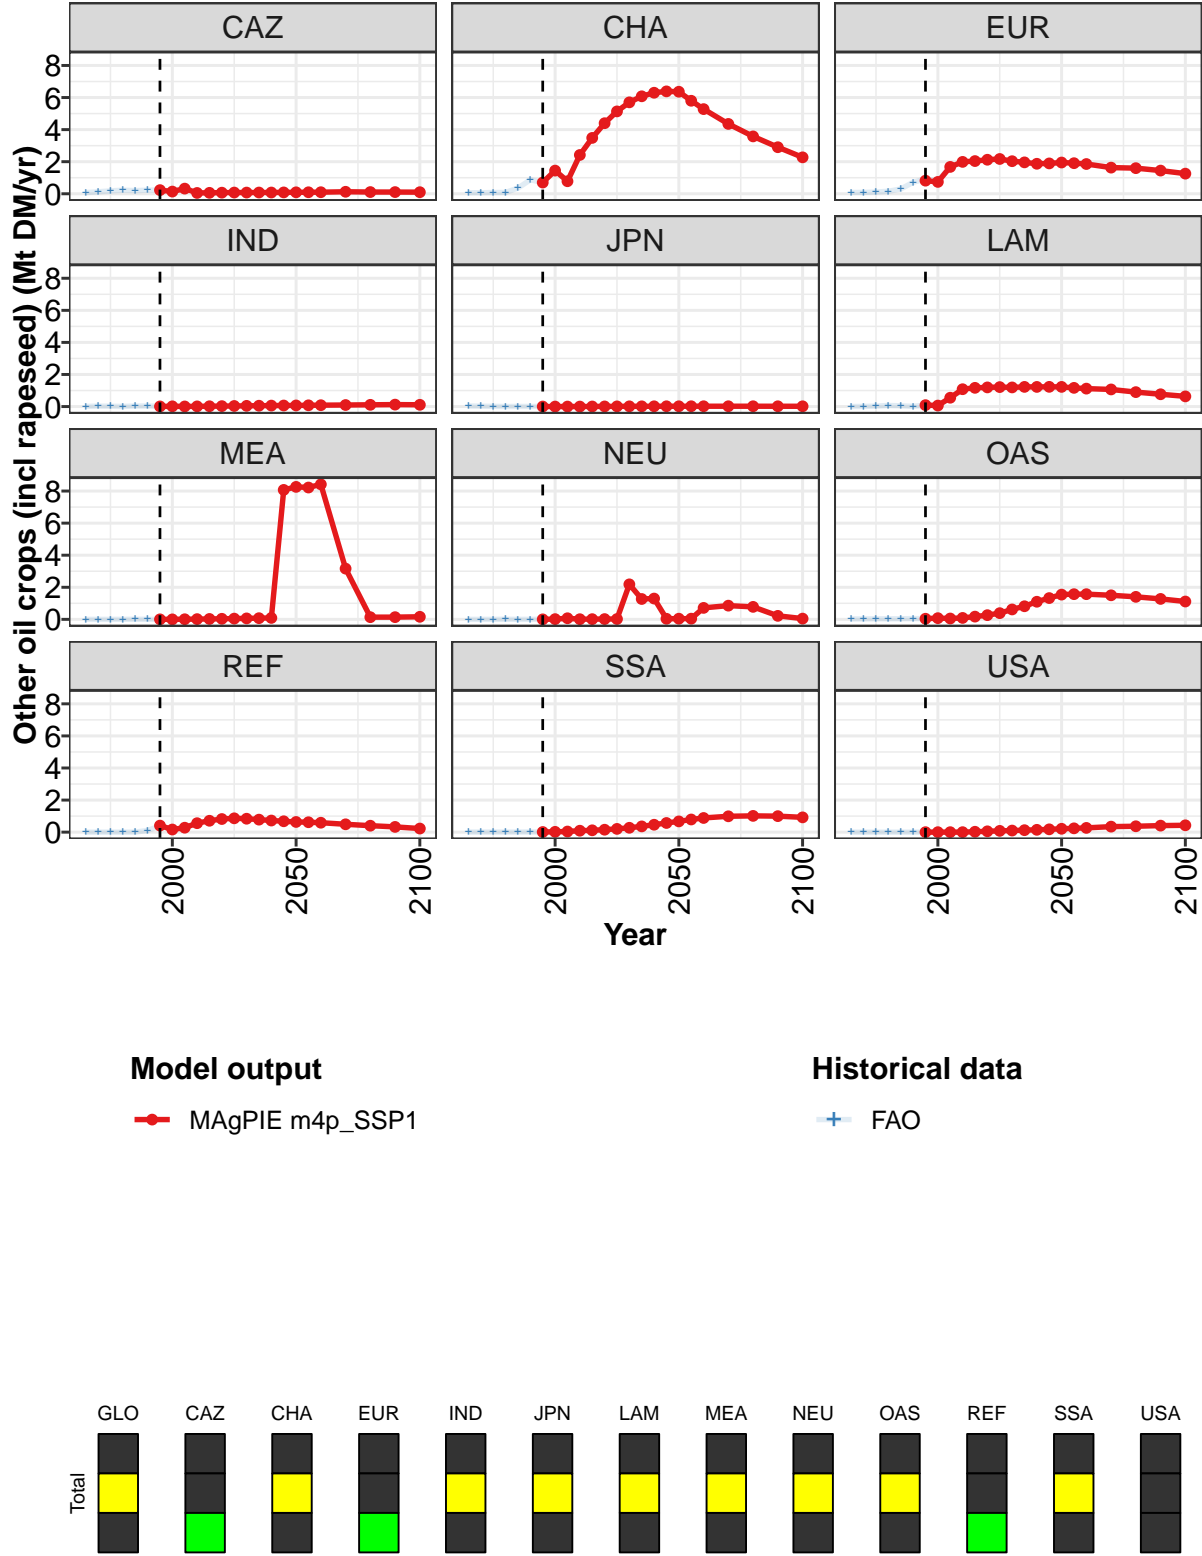 CAZ CHA EUR
8
6
4
2
0
IND JPN LAM
8
6
4
2
0
MEA NEU OAS
8
6
4
2
0
REF SSA USA
8
6
4
2
0
Other oil crops (incl rapeseed) (Mt DM/yr)
2000 2050 2100 2000 2050 2100 2000 2050 2100
Year
Model output Historical data
MAgPIE m4p_SSP1 FAO
GLO CAZ CHA EUR IND JPN LAM MEA NEU OAS REF SSA USA
Total